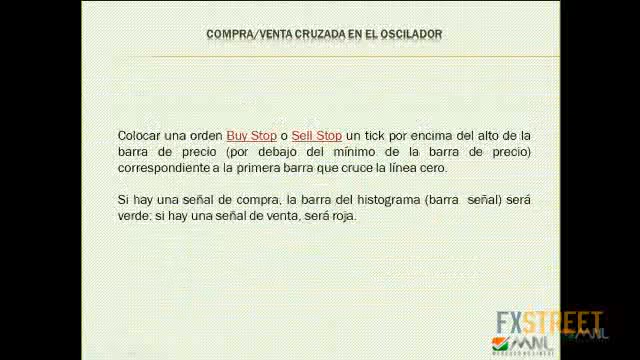 COMPRA/VENTA CRUZADA EN EL OSCILADOR
Colocar una orden Buy Stop o Sell Stop un tick por encima del alto de la
barra de precio (por debajo del mínimo de la barra de precio)
correspondiente a la primera barra que cruce la línea cero.
Si hay una señal de compra, la barra del histograma (barra señal) será
verde; si hay una señal de venta, será roja.
FXSTREET
MNL
MNL